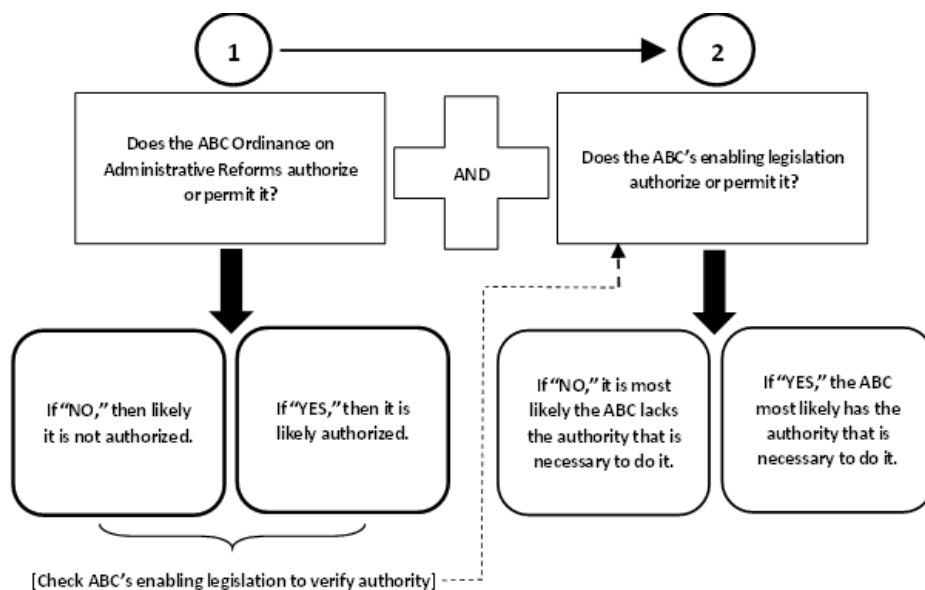 1
2
Does the ABC Ordinance on
Administrative Reforms authorize
or permit it?
AND
Does the ABC’s enabling legislation
authorize or permit it?
If “NO,” then likely
it is not authorized.
If “YES,” then it is
likely authorized.
If “NO,” it is most
likely the ABC lacks
the authority that is
necessary to do it.
If “YES,” the ABC
most likely has the
authority that is
necessary to do it.
[Check ABC’s enabling legislation to verify authority]